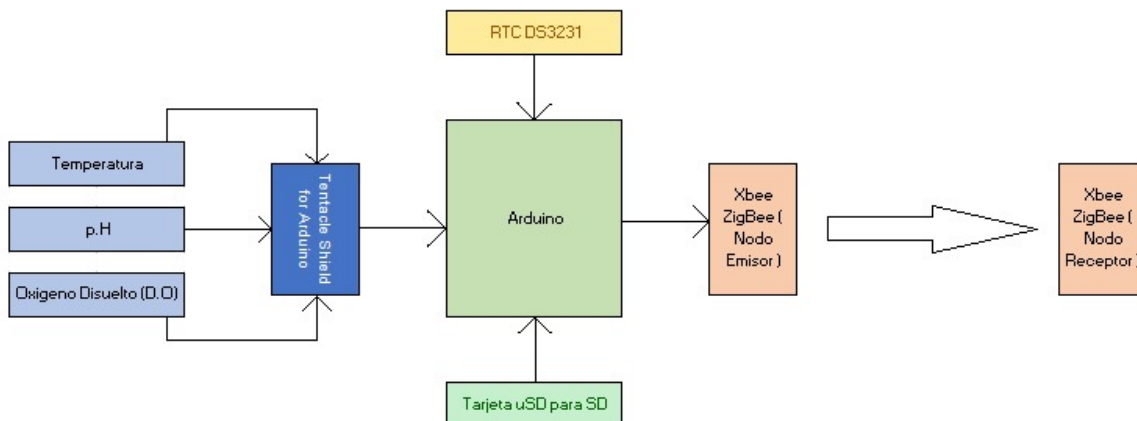 RTC DS3231
Temperatura
p.H
Oxigeno Disuelto (D.O)
Tentacle Shield
for Arduino
Arduino
Xbee
ZigBee (
Nodo
Emisor )
Xbee
ZigBee (
Nodo
Receptor )
Tarjeta uSD para SD